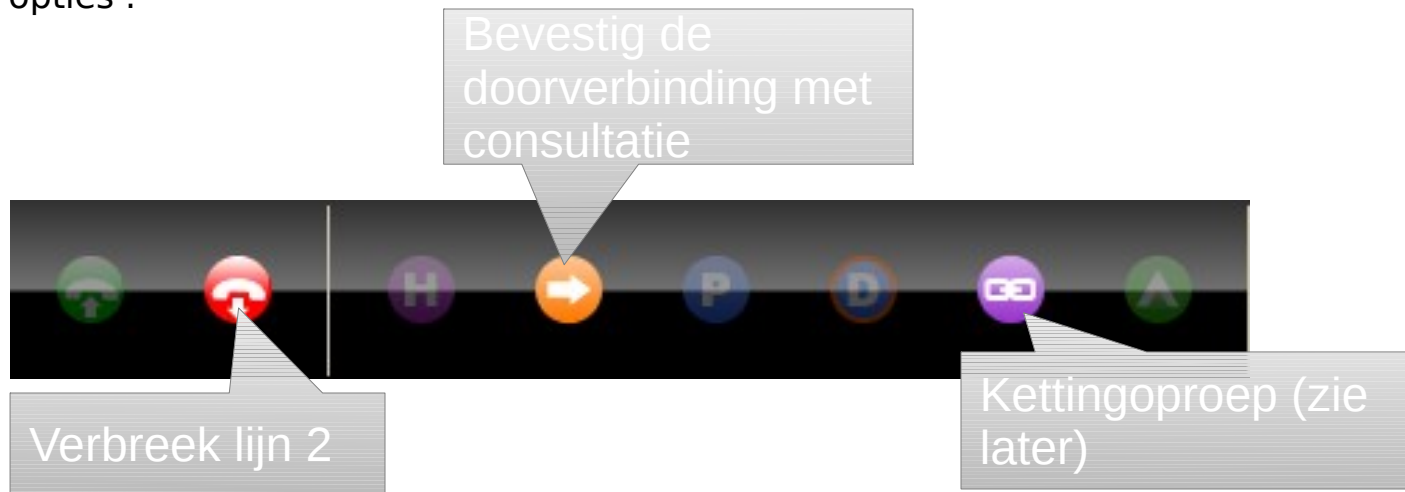 opties :
Bevestig de
doorverbinding met
consultatie
H
P
D
Verbreek lijn 2
Kettingoproep (zie
later)